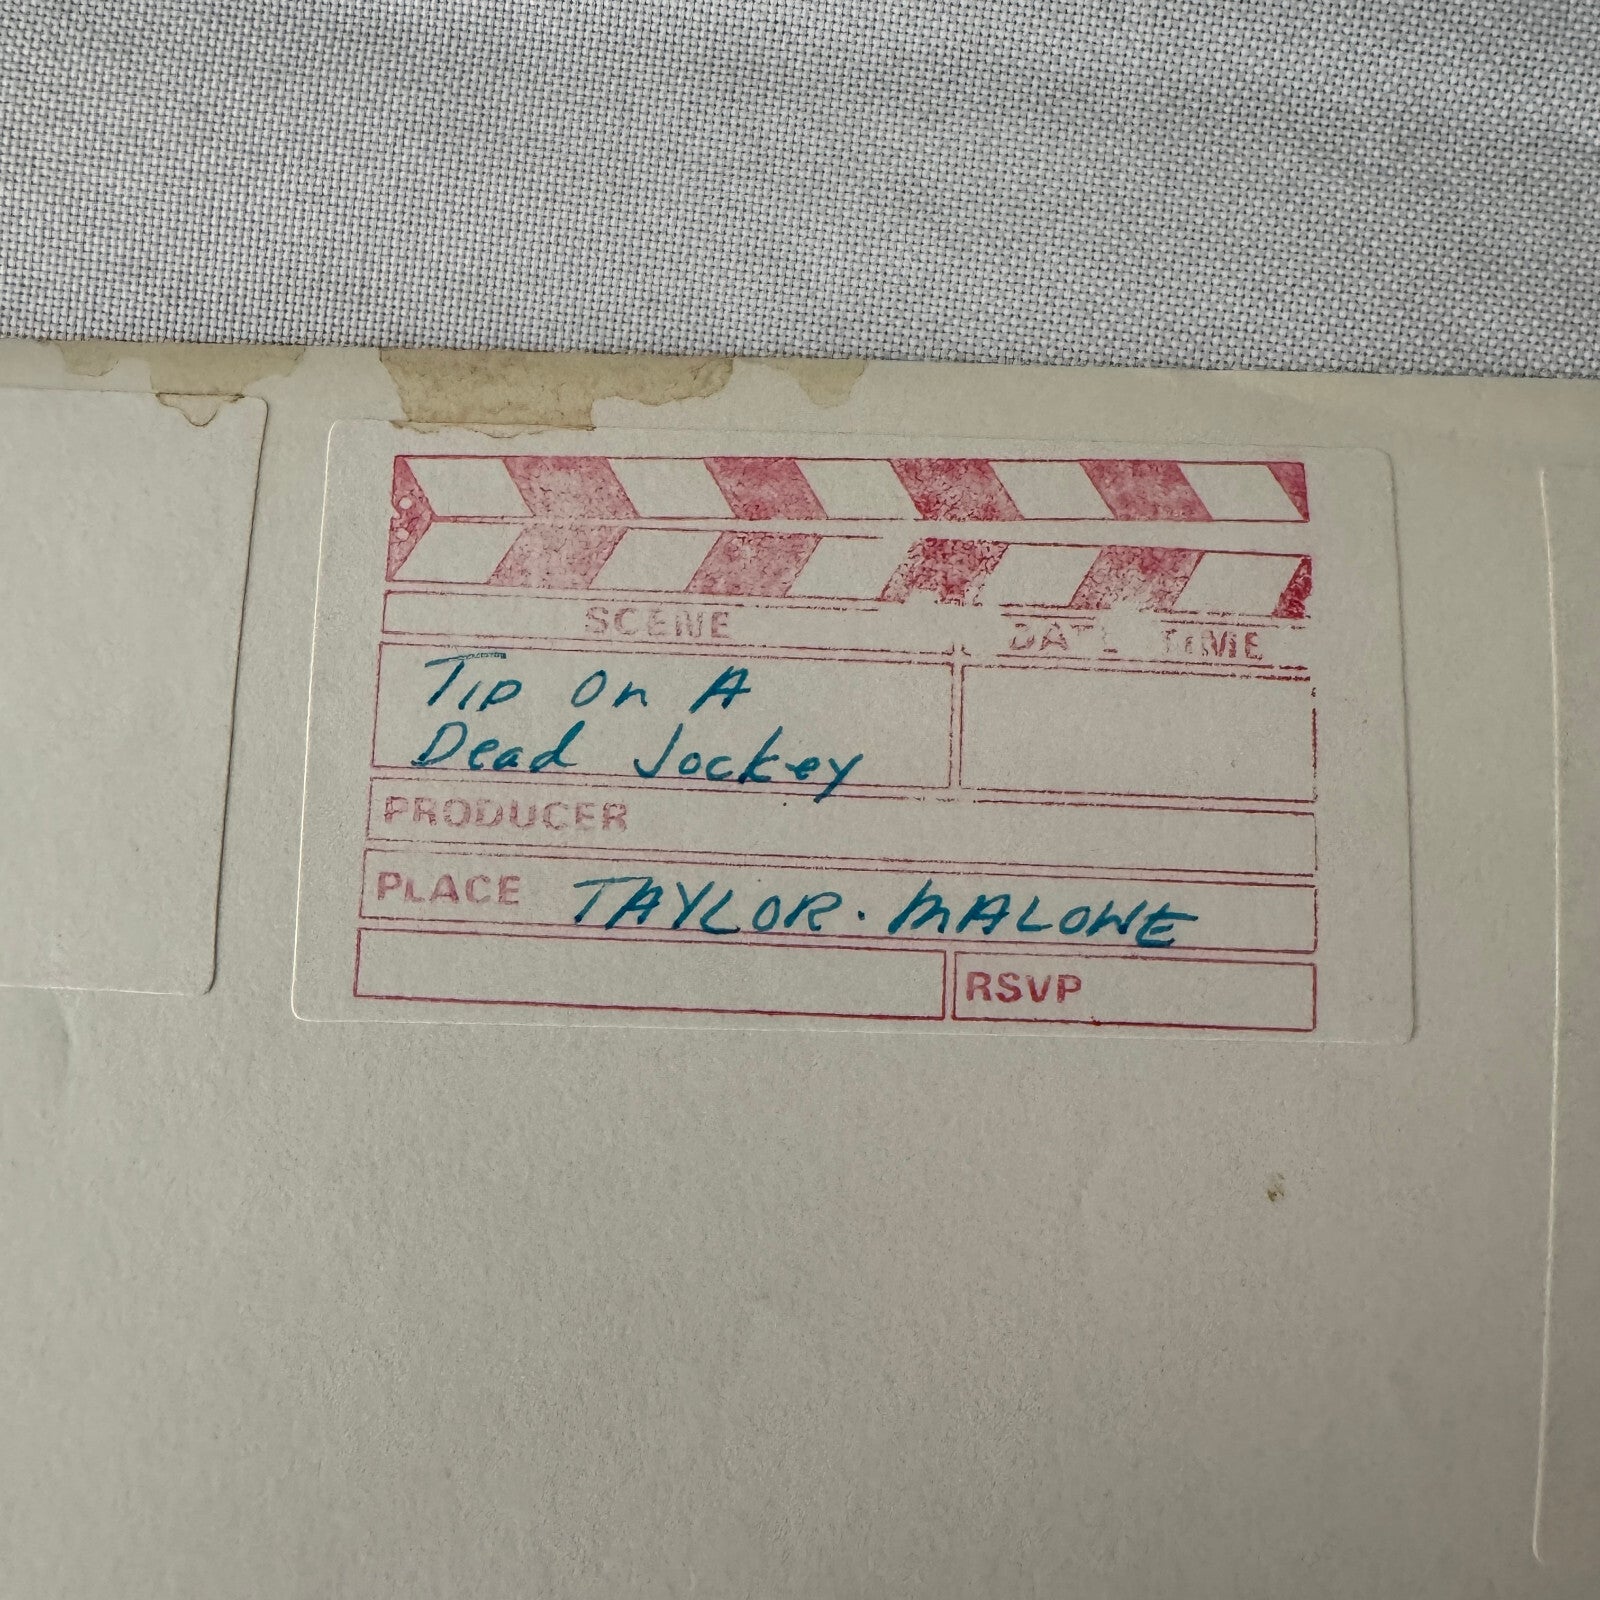 SCENE DATE TIME
Tip On A
Dead Jockey
PRODUCER
PLACE TAYLOR. MALONE
RSVP